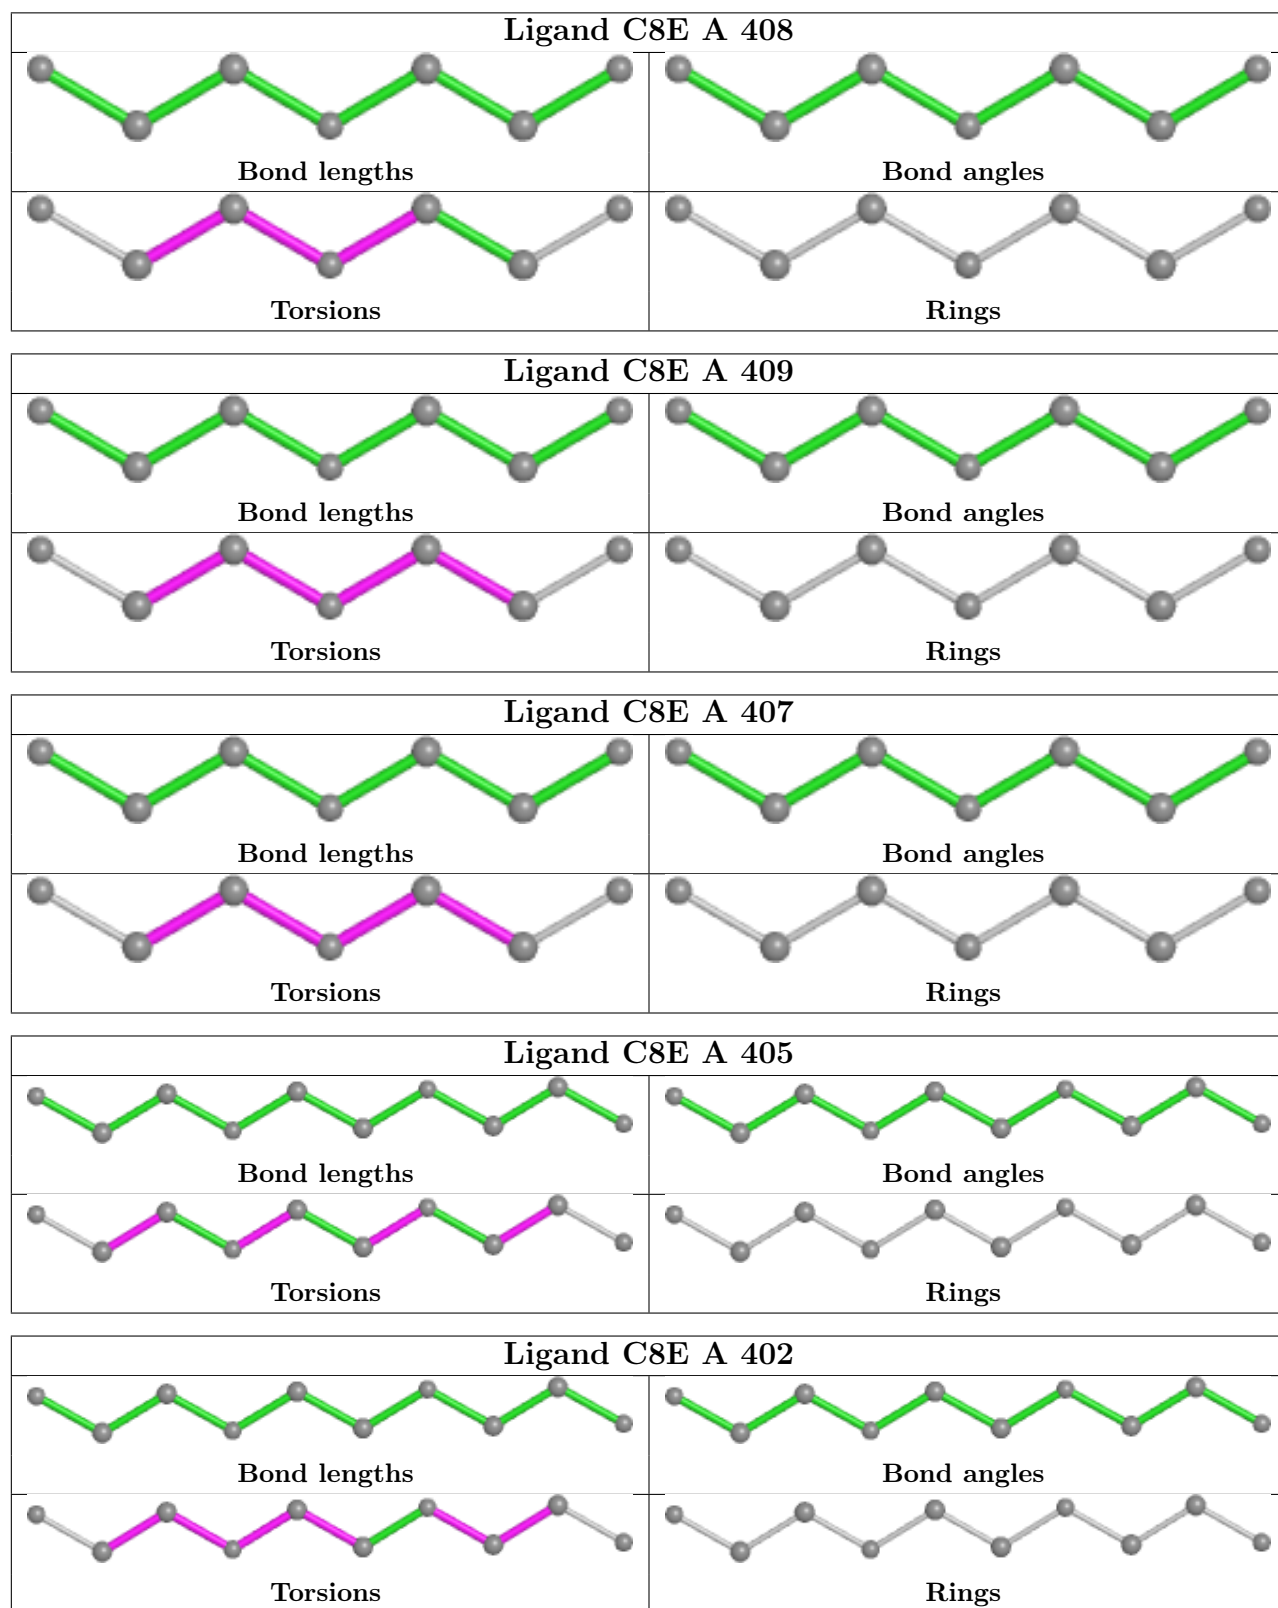 Ligand C8E A 408
Bond lengths
Bond angles
Torsions
Rings
Ligand C8E A 409
Bond lengths
Bond angles
Torsions
Rings
Ligand C8E A 407
Bond lengths
Bond angles
Torsions
Rings
Ligand C8E A 405
Bond lengths
Bond angles
Torsions
Rings
Ligand C8E A 402
Bond lengths
Bond angles
Torsions
Rings